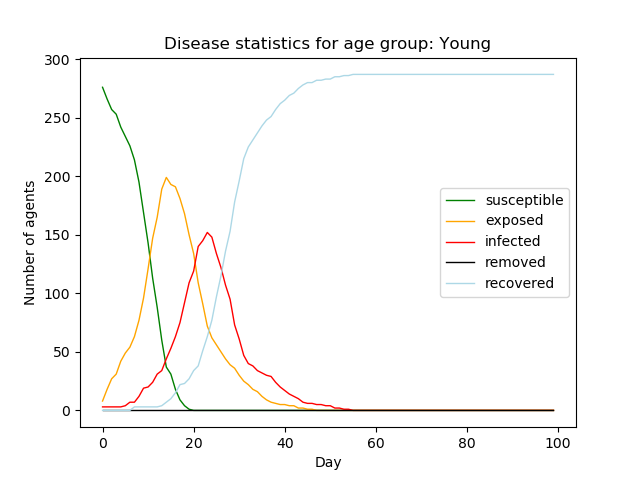 Disease statistics for age group: Young
Number of agents
300
250
200
150
100
50
0
susceptible
exposed
infected
removed
recovered
0 20 40 60 80 100
Day